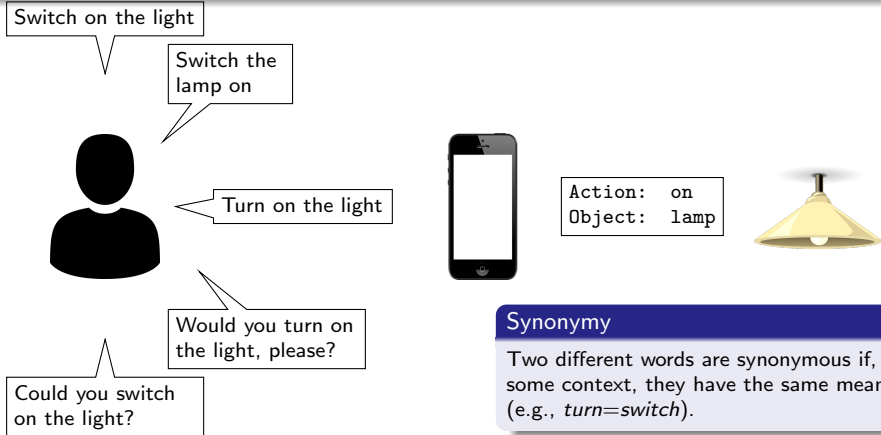 Switch on the light
Switch the
lamp on
Turn on the light
Would you turn on
the light, please?
Could you switch
on the light?
Action: on
Object: lamp
Synonymy
Two different words are synonymous if,
some context, they have the same mean
(e.g., turn=switch).